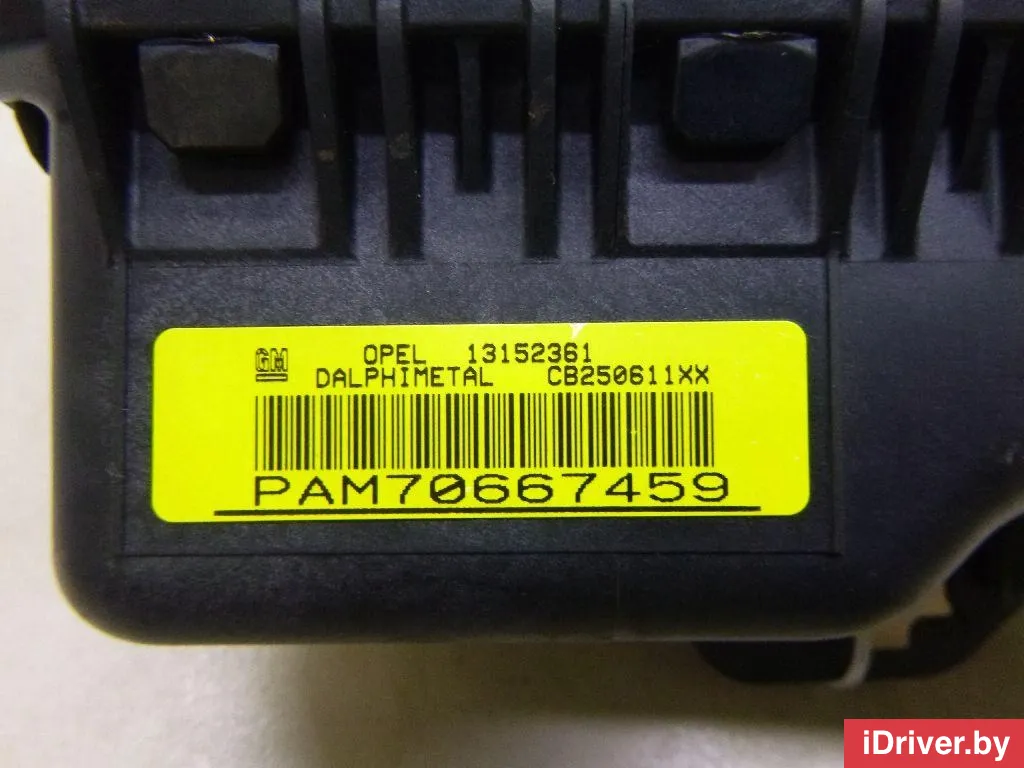 GM OPEL 13152361
DALPHIMETAL CB250611XX
PAM70667459
iDriver.by